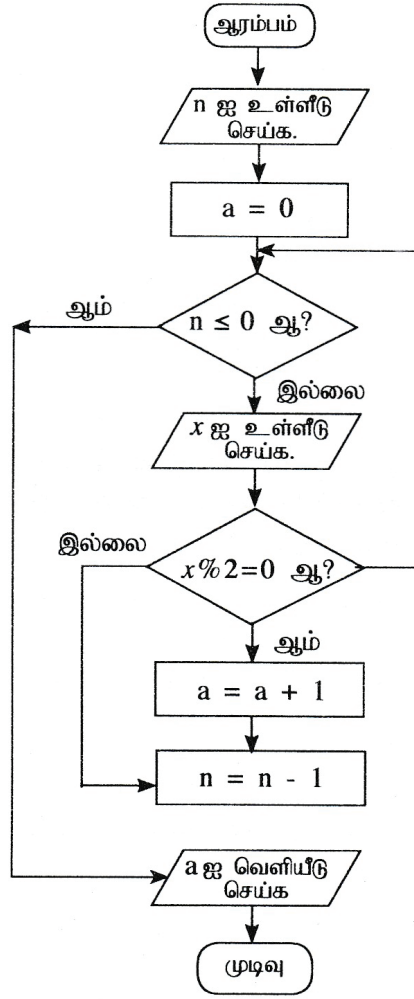 ஆரம்பம்
n ஐ உள்ளீடு
செய்க.
a = 0
n ≤ 0 ஆ?
ஆம்
இல்லை
x ஐ உள்ளீடு
செய்க.
x%2=0 ஆ?
இல்லை
ஆம்
a = a + 1
n = n - 1
a ஐ வெளியீடு
செய்க
முடிவு